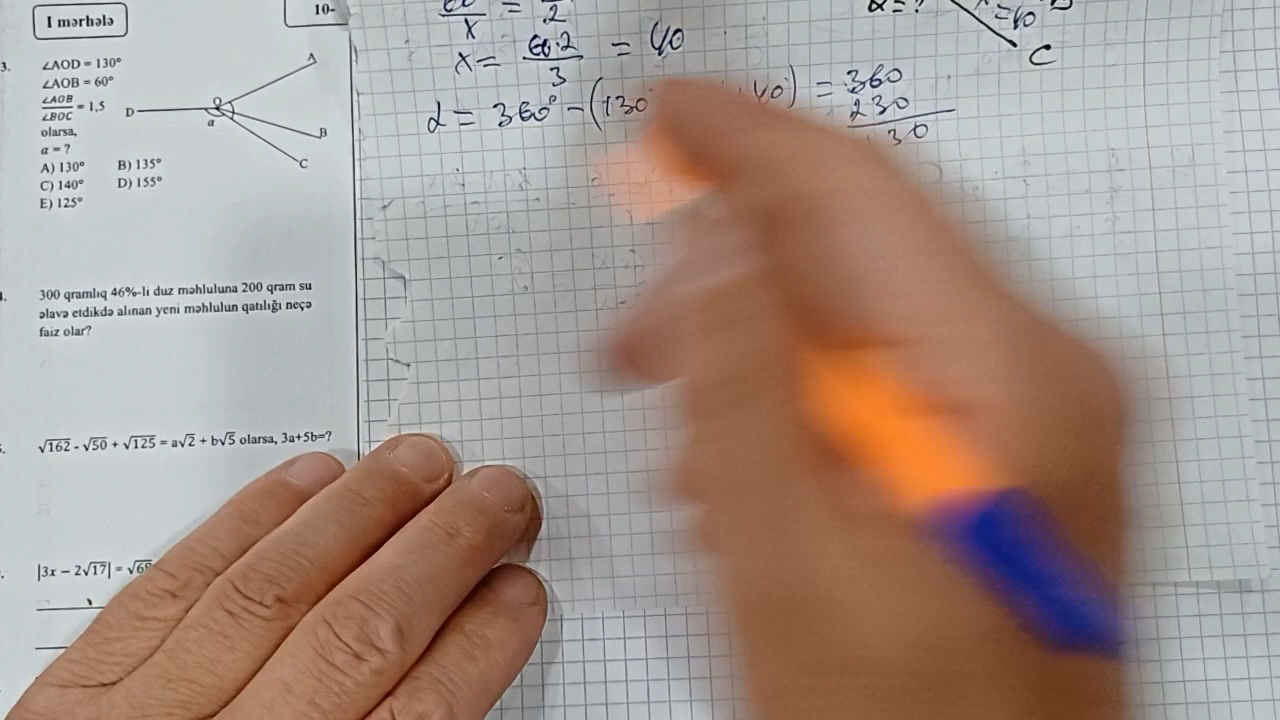 I mərhələ
10-
3.
∠AOD = 130°
∠AOB = 60°
∠AOB
∠BOC
= 1,5
olarsa,
α = ?
A) 130° B) 135°
C) 140° D) 155°
E) 125°
A
O
D
α
B
C
300 qramlıq 46%-li duz məhluluna 200 qram su
əlavə etdikdə alınan yeni məhlulun qatılığı neçə
faiz olar?
√162 - √50 + √125 = a√2 + b√5 olarsa, 3a+5b=?
|3x − 2√17| = √68
x = 60·2 = 40
3
α = 360° − (130 40) = 360
230
130
C